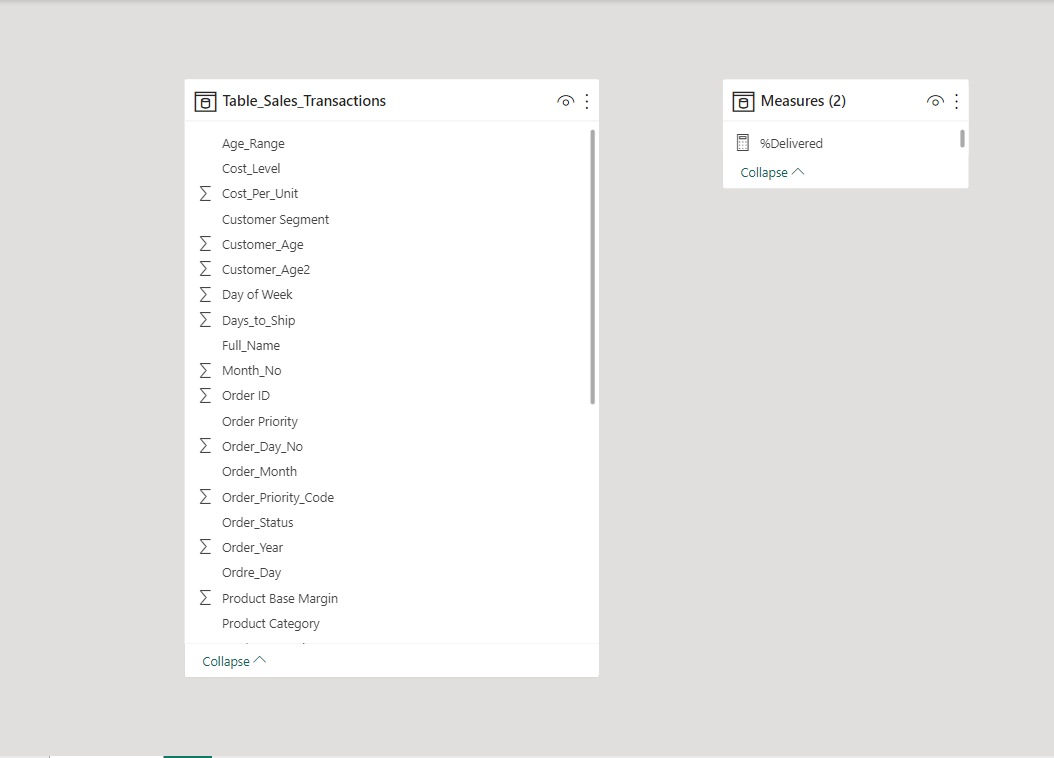 Table_Sales_Transactions
Age_Range
Cost_Level
Cost_Per_Unit
Customer Segment
Customer_Age
Customer_Age2
Day of Week
Days_to_Ship
Full_Name
Month_No
Order ID
Order Priority
Order_Day_No
Order_Month
Order_Priority_Code
Order_Status
Order_Year
Ordre_Day
Product Base Margin
Product Category
Collapse
Measures (2)
%Delivered
Collapse